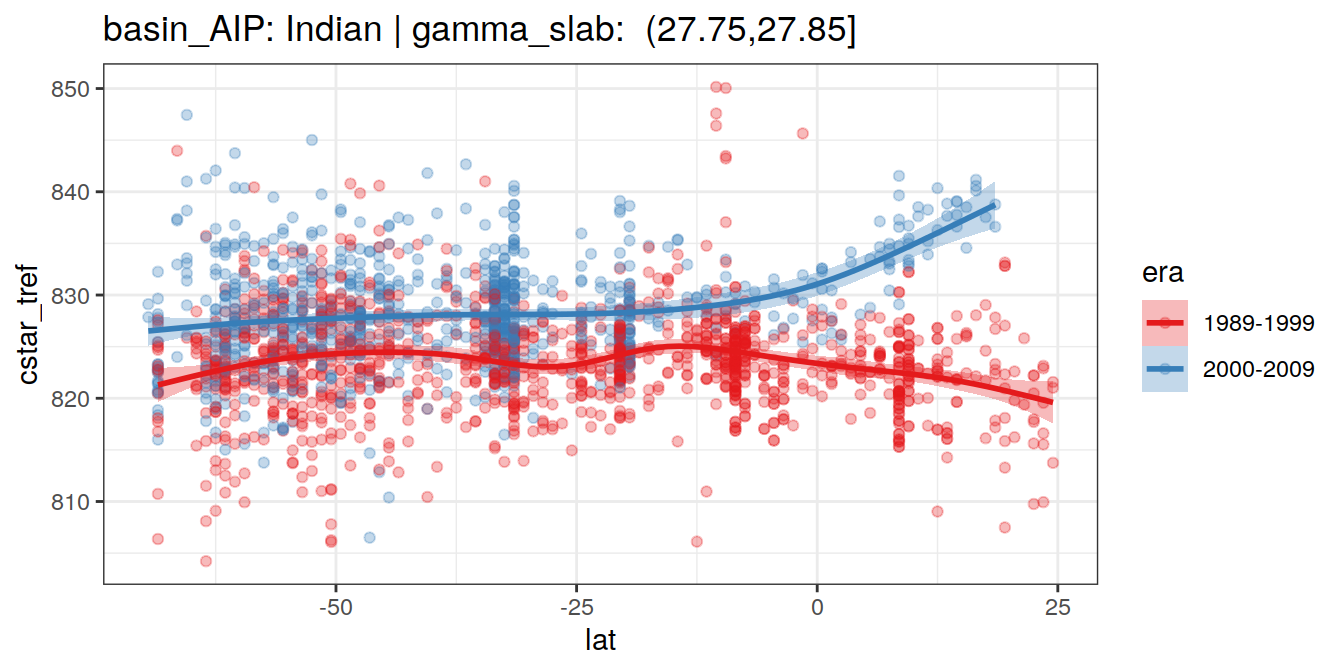 basin_AIP: Indian | gamma_slab:  (27.75,27.85]
850
840
830
820
810
cstar_tref
-50
-25
0
25
lat
era
1989-1999
2000-2009